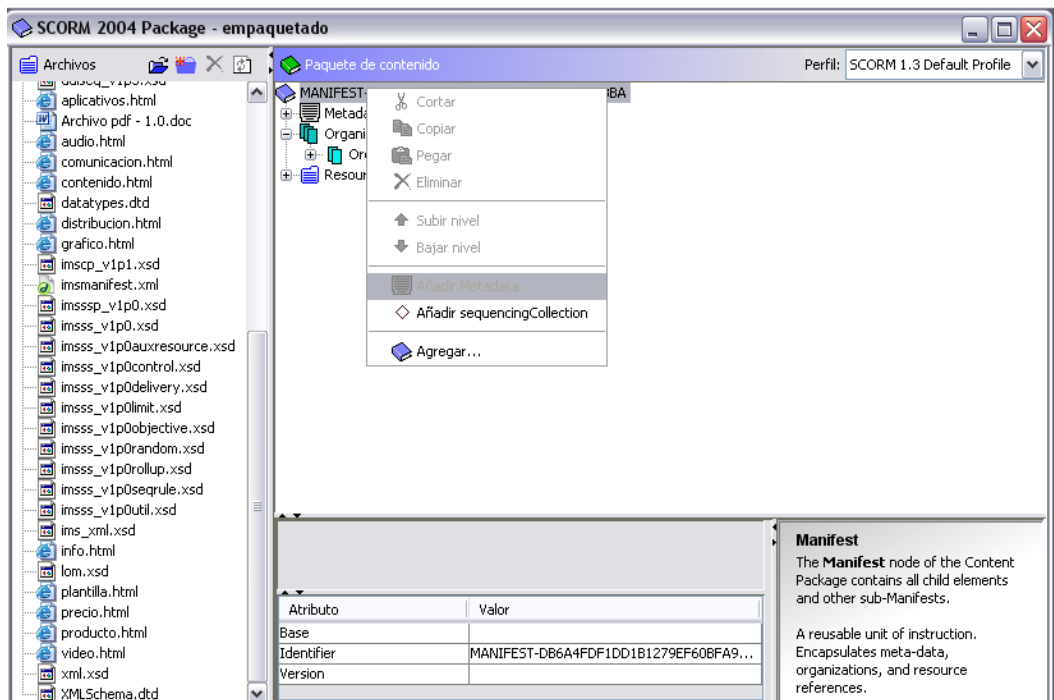 SCORM 2004 Package - empaquetado
Archivos
aplicativos.html
Archivo pdf - 1.0.doc
audio.html
comunicacion.html
contenido.html
datatypes.dtd
distribucion.html
grafico.html
imscp_v1p1.xsd
imsmanifest.xml
imsssp_v1p0.xsd
imsss_v1p0.xsd
imsss_v1p0auxresource.xsd
imsss_v1p0control.xsd
imsss_v1p0delivery.xsd
imsss_v1p0limit.xsd
imsss_v1p0objective.xsd
imsss_v1p0random.xsd
imsss_v1p0rollup.xsd
imsss_v1p0seqrule.xsd
imsss_v1p0util.xsd
ims_xml.xsd
info.html
lom.xsd
plantilla.html
precio.html
producto.html
video.html
xml.xsd
XMLSchema.dtd
Paquete de contenido
Perfil: SCORM 1.3 Default Profile
MANIFEST- BA
Metada
Organi
Or
Resour
Cortar
Copiar
Pegar
Eliminar
Subir nivel
Bajar nivel
Añadir Metadata
Añadir sequencingCollection
Agregar...
Atributo Valor
Base
Identifier MANIFEST-DB6A4FDF1DD1B1279EF60BFA9...
Version
Manifest
The Manifest node of the Content
Package contains all child elements
and other sub-Manifests.
A reusable unit of instruction.
Encapsulates meta-data,
organizations, and resource
references.